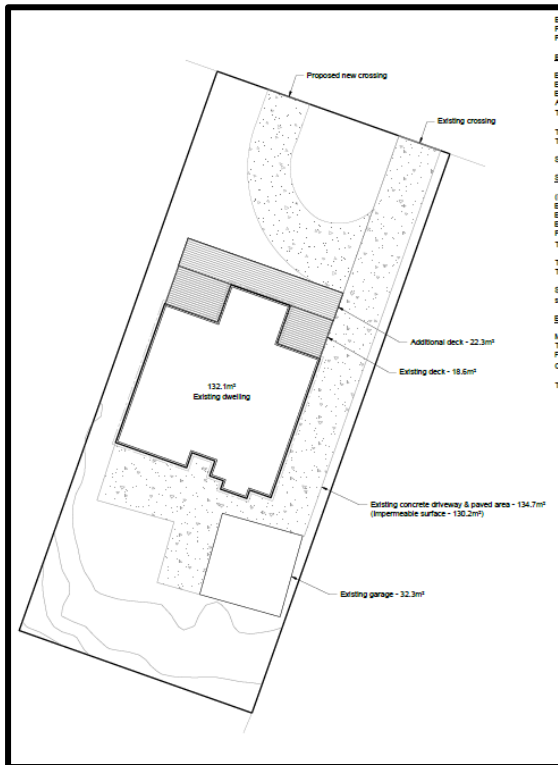 Proposed new crossing
Existing crossing
Additional deck - 22.3m²
Existing deck - 18.6m²
132.1m²
Existing dwelling
Existing concrete driveway & paved area - 134.7m²
(Impermeable surface - 130.2m²)
Existing garage - 32.3m²